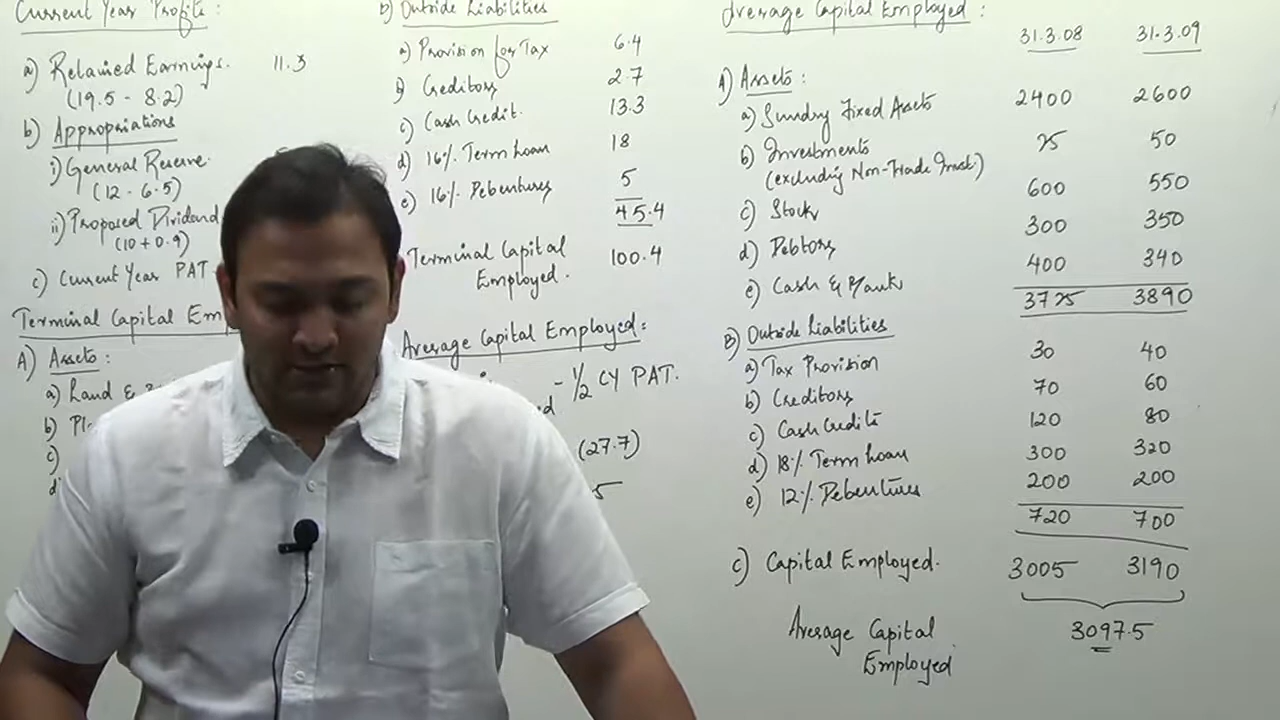 Current Year Profits :
a) Retained Earnings. 11.3
(19.5 - 8.2)
b) Appropriations
i) General Reserve
(12 - 6.5)
ii) Proposed Dividend
(10 + 0.9)
c) Current Year PAT
Terminal Capital Em
A) Assets :
a) Land &
b) Pl
c)
d)
B) Outside Liabilities
a) Provision for Tax 6.4
b) Creditors 2.7
c) Cash Credit. 13.3
d) 16% Term Loan 18
e) 16% Debentures 5
45.4
Terminal Capital 100.4
Employed.
Average Capital Employed :
- 1/2 CY PAT.
(27.7)
5
Average Capital Employed :
31.3.08 31.3.09
A) Assets :
a) Sundry Fixed Assets 2400 2600
b) Investments 25 50
(excluding Non-Trade Invest.)
c) Stock 600 550
d) Debtors 300 350
e) Cash & Bank 400 340
3725 3890
B) Outside Liabilities
a) Tax Provision 30 40
b) Creditors 70 60
c) Cash Credit 120 80
d) 18% Term Loan 300 320
e) 12% Debentures 200 200
720 700
C) Capital Employed. 3005 3190
Average Capital 3097.5
Employed